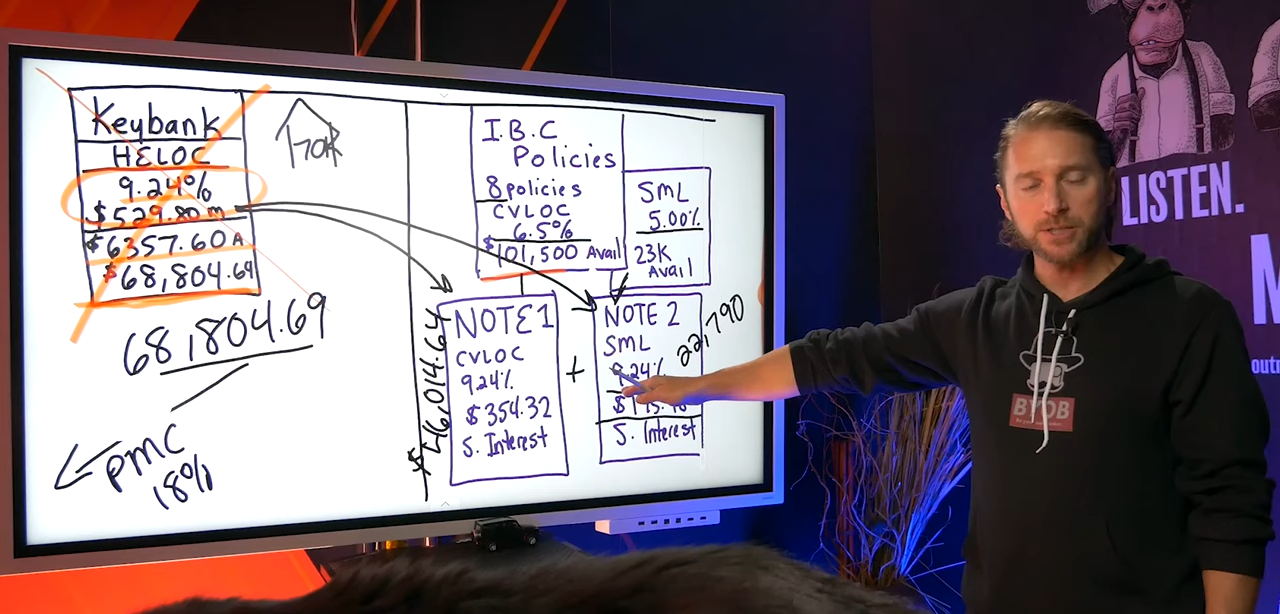 Keybank
HELOC
9.24%
$529.80 m
$6357.60 A
$68,804.69
68,804.69
PMC
18%
I.B.C
Policies
8 policies
CVLOC
6.5%
$101,500 Avail
SML
5.00%
23K
Avail
$46,014.64
NOTE 1
CVLOC
9.24%
$354.32
S. Interest
+
NOTE 2
SML
9.24%
S. Interest
22,790
LISTEN.
BYOB